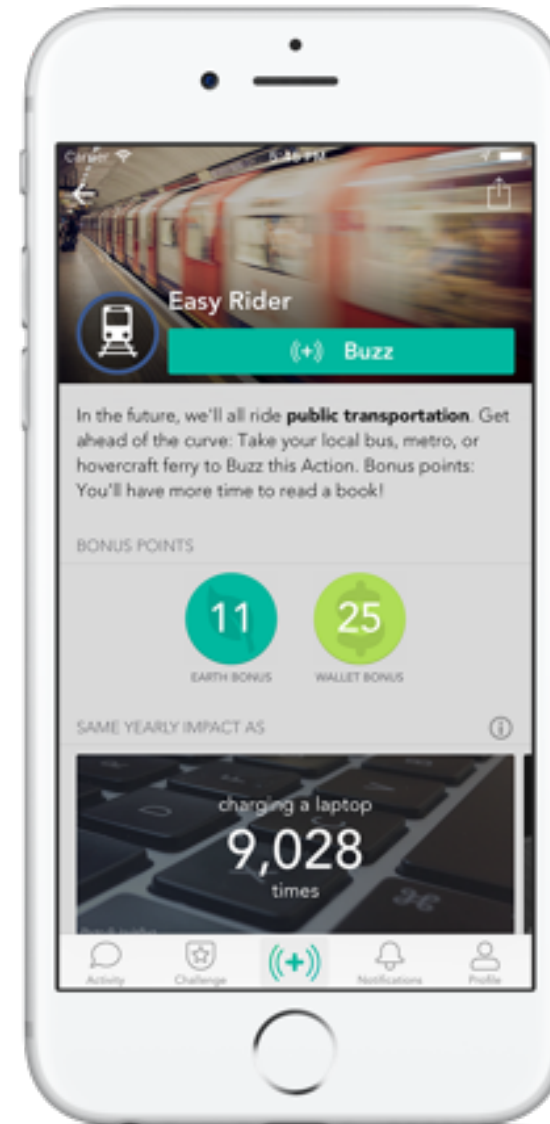 Carrier 5:46 PM
Easy Rider
((+)) Buzz
In the future, we'll all ride public transportation. Get
ahead of the curve: Take your local bus, metro, or
hovercraft ferry to Buzz this Action. Bonus points:
You'll have more time to read a book!
BONUS POINTS
11 25
EARTH BONUS WALLET BONUS
SAME YEARLY IMPACT AS
charging a laptop
9,028
times
Activity Challenge ((+)) Notifications Profile